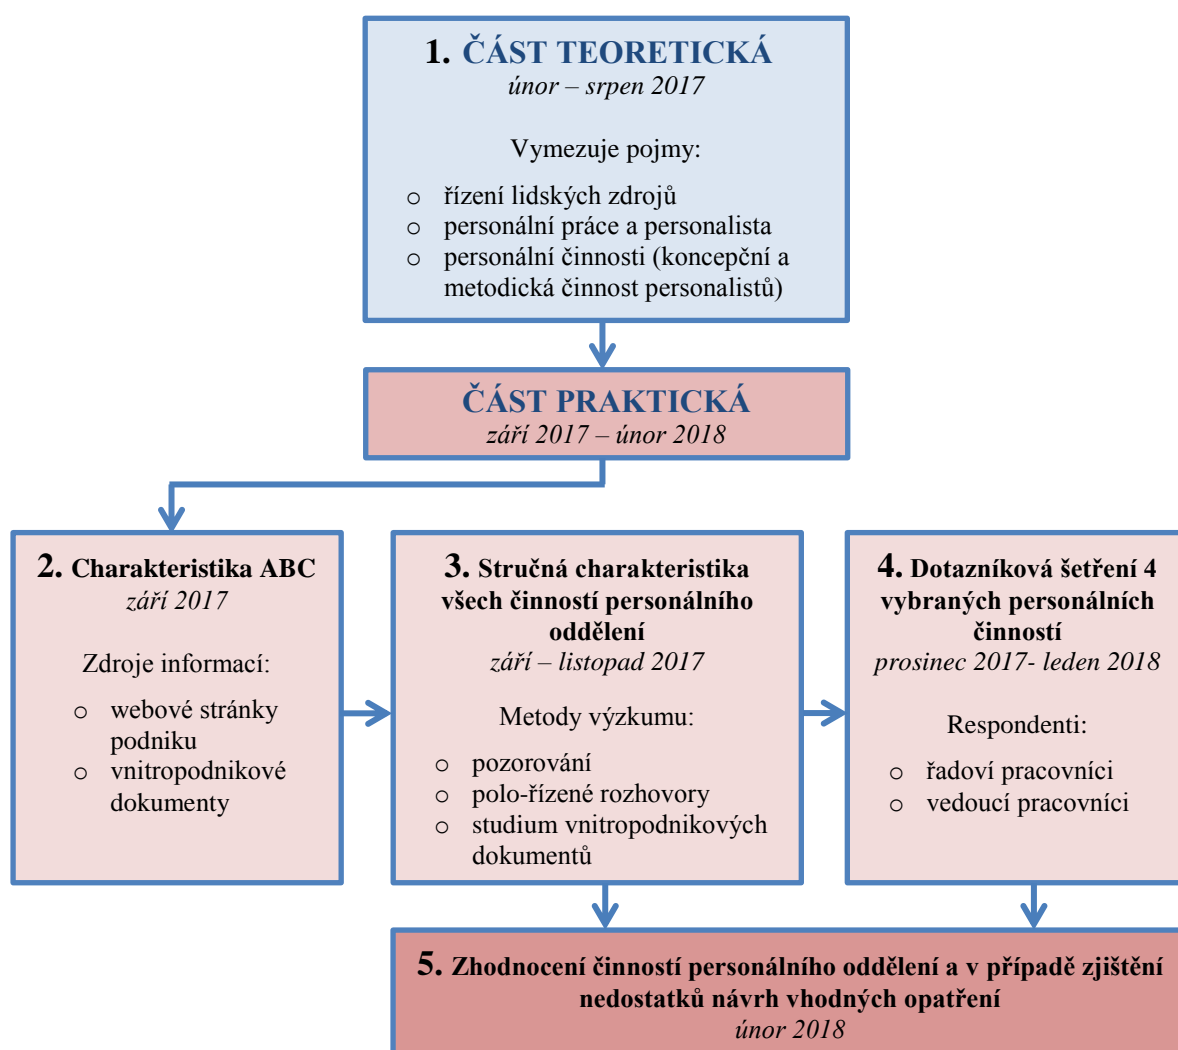 1. ČÁST TEORETICKÁ
únor – srpen 2017
Vymezuje pojmy:
o řízení lidských zdrojů
o personální práce a personalista
o personální činnosti (koncepční a
metodická činnost personalistů)
ČÁST PRAKTICKÁ
září 2017 – únor 2018
2. Charakteristika ABC
září 2017
Zdroje informací:
o webové stránky
podniku
o vnitropodnikové
dokumenty
3. Stručná charakteristika
všech činností personálního
oddělení
září – listopad 2017
Metody výzkumu:
o pozorování
o polo-řízené rozhovory
o studium vnitropodnikových
dokumentů
4. Dotazníková šetření 4
vybraných personálních
činností
prosinec 2017- leden 2018
Respondenti:
o řadoví pracovníci
o vedoucí pracovníci
5. Zhodnocení činností personálního oddělení a v případě zjištění
nedostatků návrh vhodných opatření
únor 2018